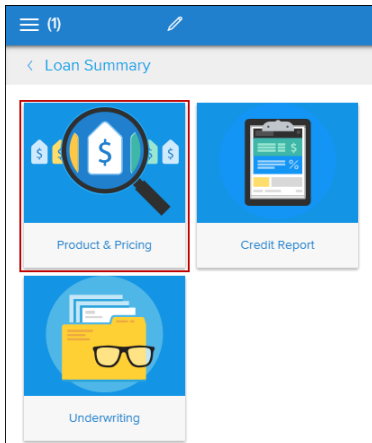 (1)
< Loan Summary
$ $ $ $ $
$
%
Product & Pricing
Credit Report
Underwriting